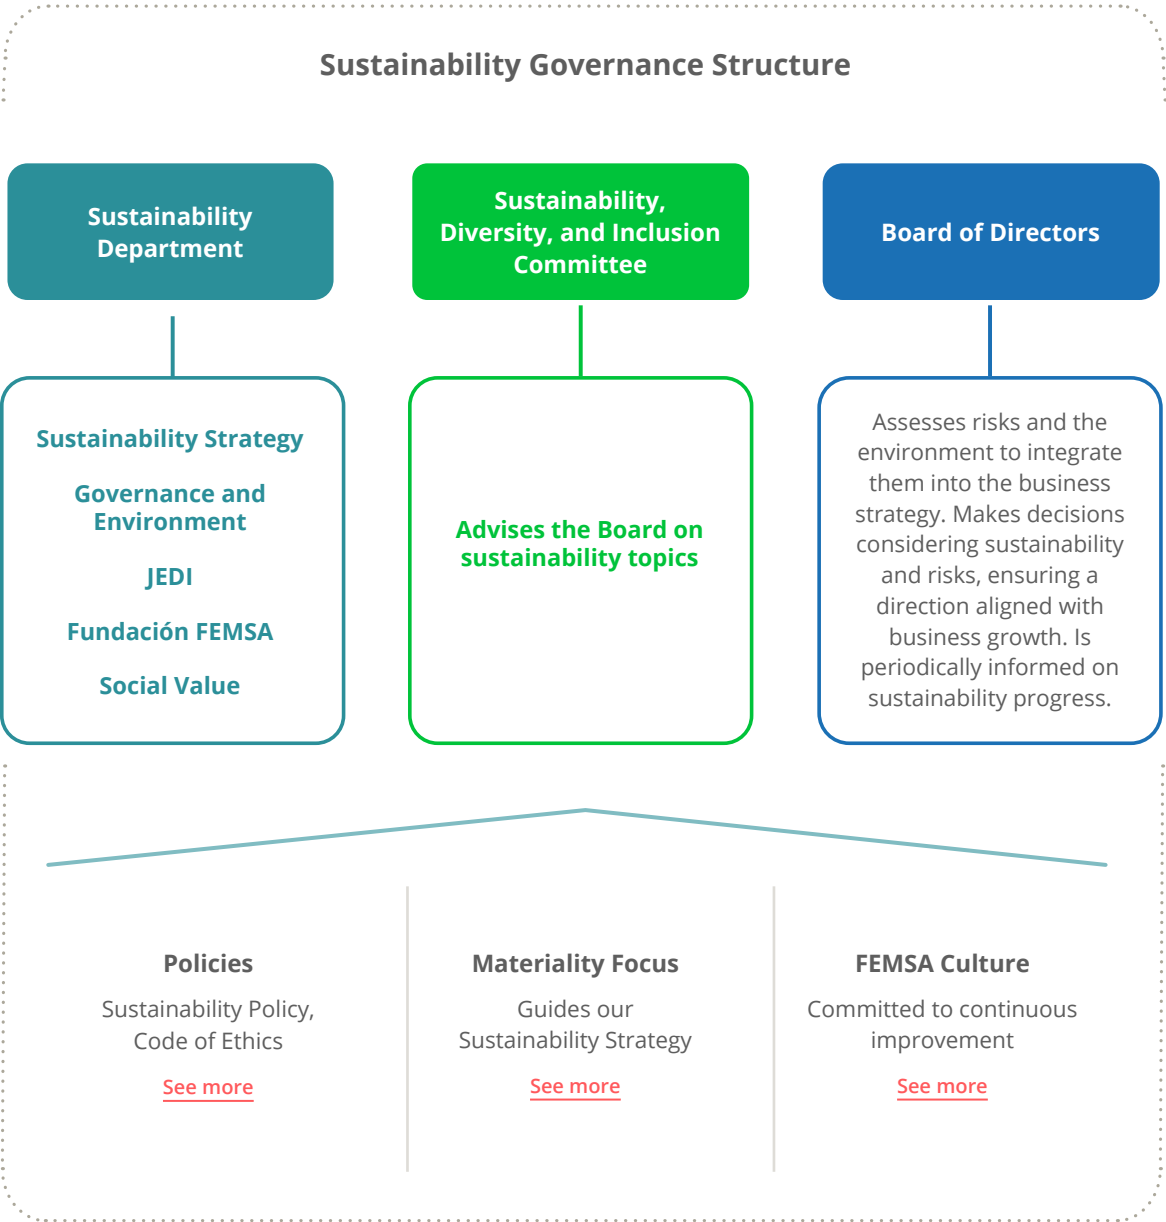 Sustainability Governance Structure
Sustainability
Department
Sustainability Strategy
Governance and
Environment
JEDI
Fundación FEMSA
Social Value
Sustainability,
Diversity, and Inclusion
Committee
Advises the Board on
sustainability topics
Board of Directors
Assesses risks and the
environment to integrate
them into the business
strategy. Makes decisions
considering sustainability
and risks, ensuring a
direction aligned with
business growth. Is
periodically informed on
sustainability progress.
Policies
Sustainability Policy,
Code of Ethics
See more
Materiality Focus
Guides our
Sustainability Strategy
See more
FEMSA Culture
Committed to continuous
improvement
See more